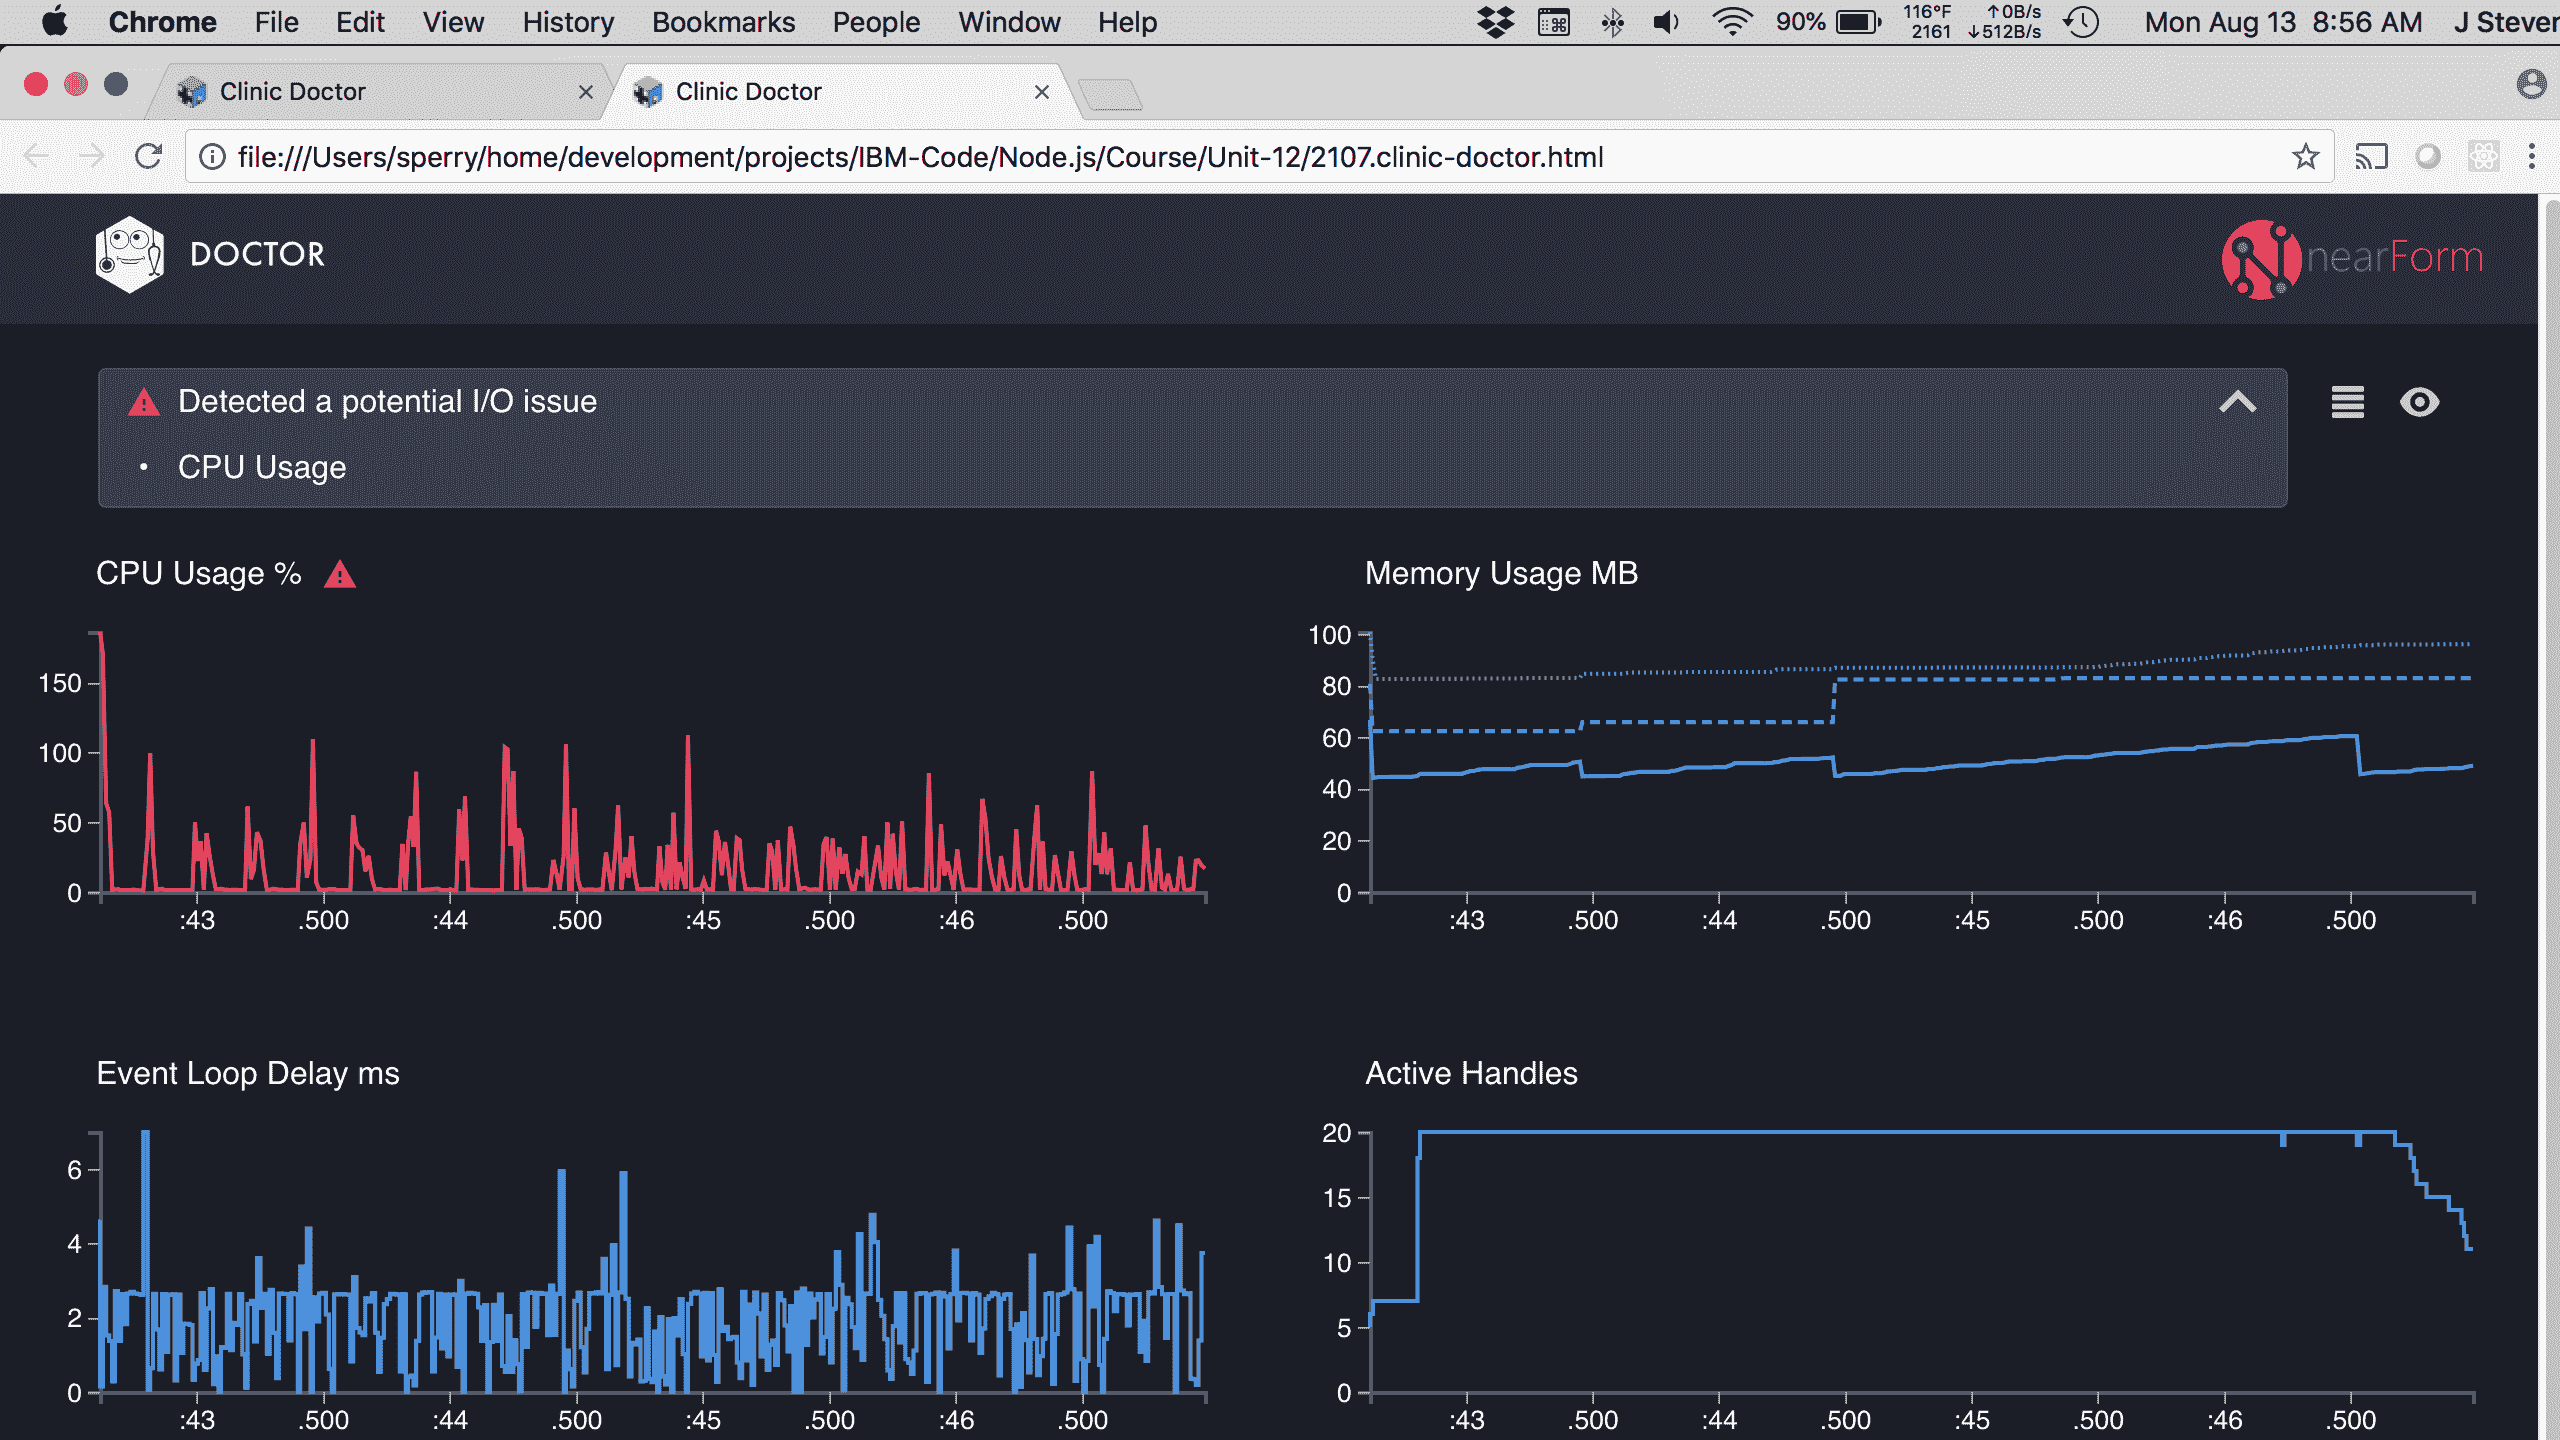 Chrome File Edit View History Bookmarks People Window Help 90% 116°F 2161 ↑0B/s ↓512B/s Mon Aug 13 8:56 AM J Steven
Clinic Doctor
Clinic Doctor
file:///Users/sperry/home/development/projects/IBM-Code/Node.js/Course/Unit-12/2107.clinic-doctor.html
DOCTOR
nearForm
Detected a potential I/O issue
• CPU Usage
CPU Usage %
150
100
50
0
:43 .500 :44 .500 :45 .500 :46 .500
Memory Usage MB
100
80
60
40
20
0
:43 .500 :44 .500 :45 .500 :46 .500
Event Loop Delay ms
6
4
2
0
:43 .500 :44 .500 :45 .500 :46 .500
Active Handles
20
15
10
5
0
:43 .500 :44 .500 :45 .500 :46 .500